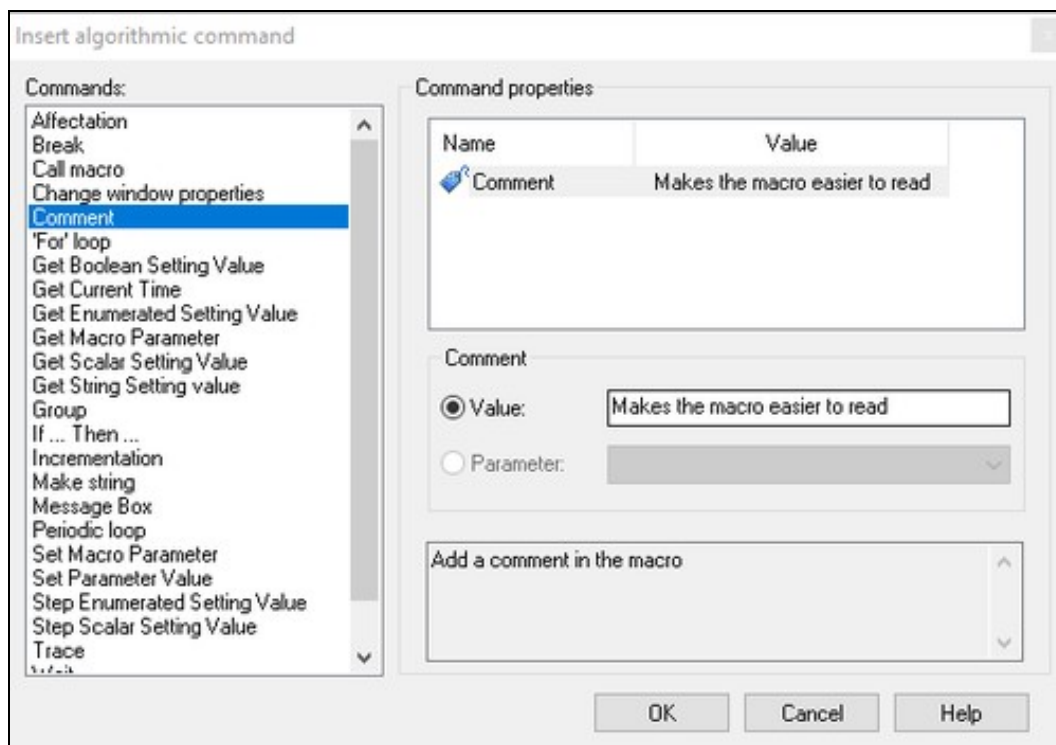 Insert algorithmic command
Commands:
Affectation
Break
Call macro
Change window properties
Comment
'For' loop
Get Boolean Setting Value
Get Current Time
Get Enumerated Setting Value
Get Macro Parameter
Get Scalar Setting Value
Get String Setting value
Group
If ... Then ...
Incrementation
Make string
Message Box
Periodic loop
Set Macro Parameter
Set Parameter Value
Step Enumerated Setting Value
Step Scalar Setting Value
Trace
Command properties
Name Value
Comment Makes the macro easier to read
Comment
Value: Makes the macro easier to read
Parameter:
Add a comment in the macro
OK Cancel Help